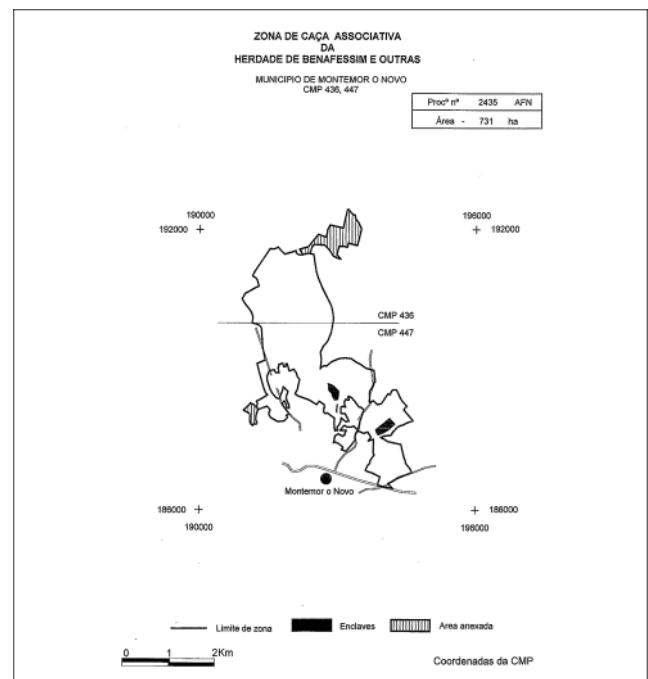 ZONA DE CAÇA ASSOCIATIVA
DA
HERDADE DE BENAFESSIM E OUTRAS
MUNICIPIO DE MONTEMOR O NOVO
CMP 436, 447
Procº nº 2435 AFN
Área - 731 ha
190000
192000
196000
192000
CMP 436
CMP 447
Montemor o Novo
186000
190000
186000
196000
Limite de zona
Enclaves
Area anexada
0 1 2Km
Coordenadas da CMP